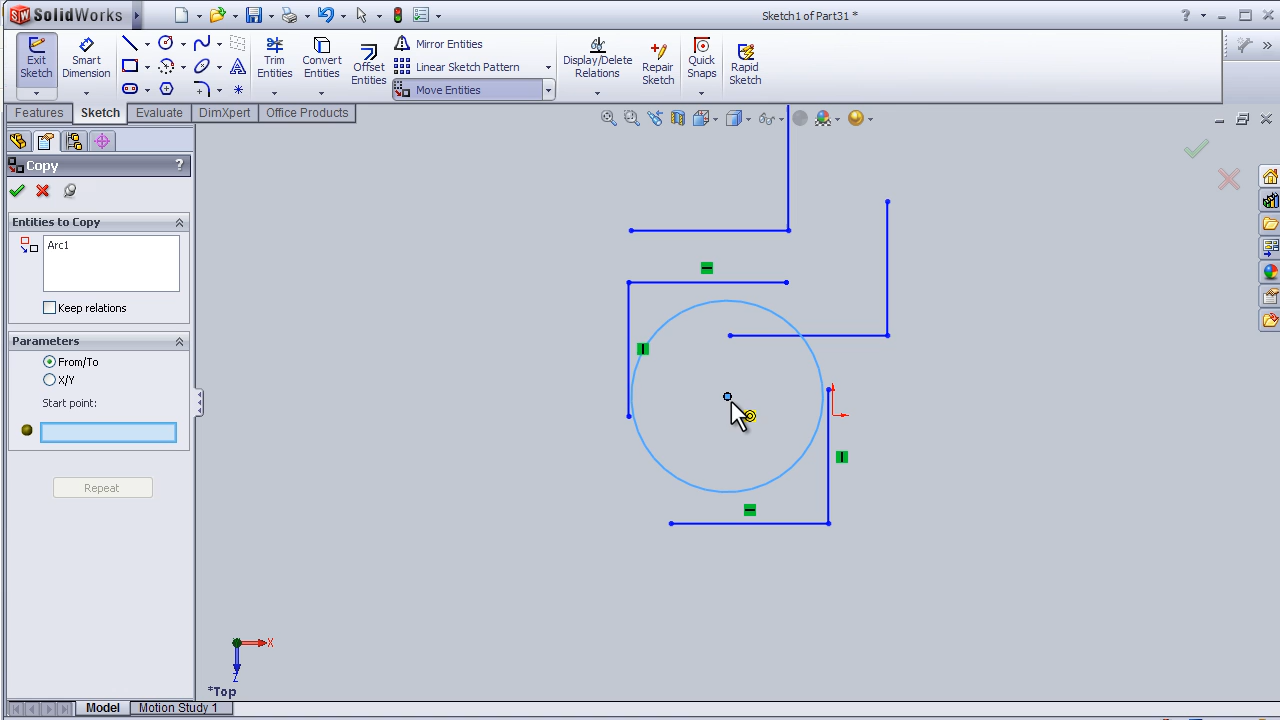 SolidWorks
Sketch1 of Part31 *
?
Exit Sketch
Smart Dimension
Trim Entities
Convert Entities
Offset Entities
Mirror Entities
Linear Sketch Pattern
Move Entities
Display/Delete Relations
Repair Sketch
Quick Snaps
Rapid Sketch
Features
Sketch
Evaluate
DimXpert
Office Products
Copy
?
Entities to Copy
Arc1
Keep relations
Parameters
From/To
X/Y
Start point:
Repeat
X
Z
*Top
Model
Motion Study 1